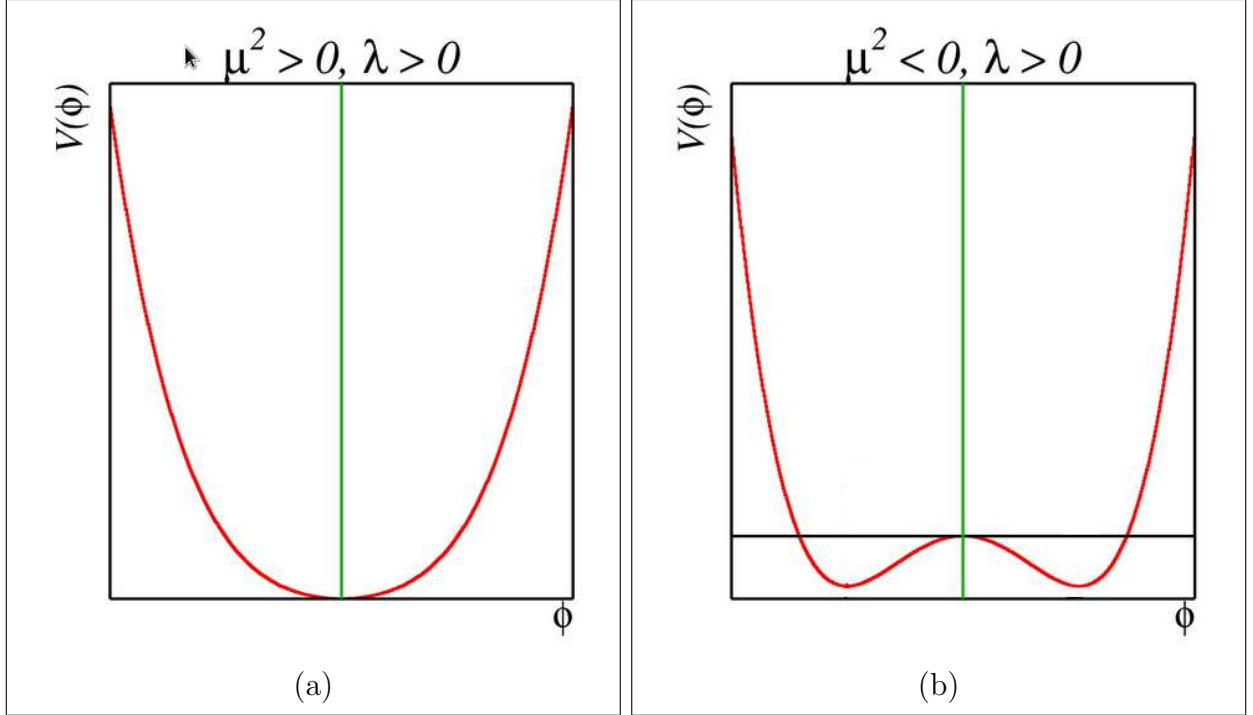 μ² > 0, λ > 0
V(ϕ)
ϕ
(a)
μ² < 0, λ > 0
V(ϕ)
ϕ
(b)